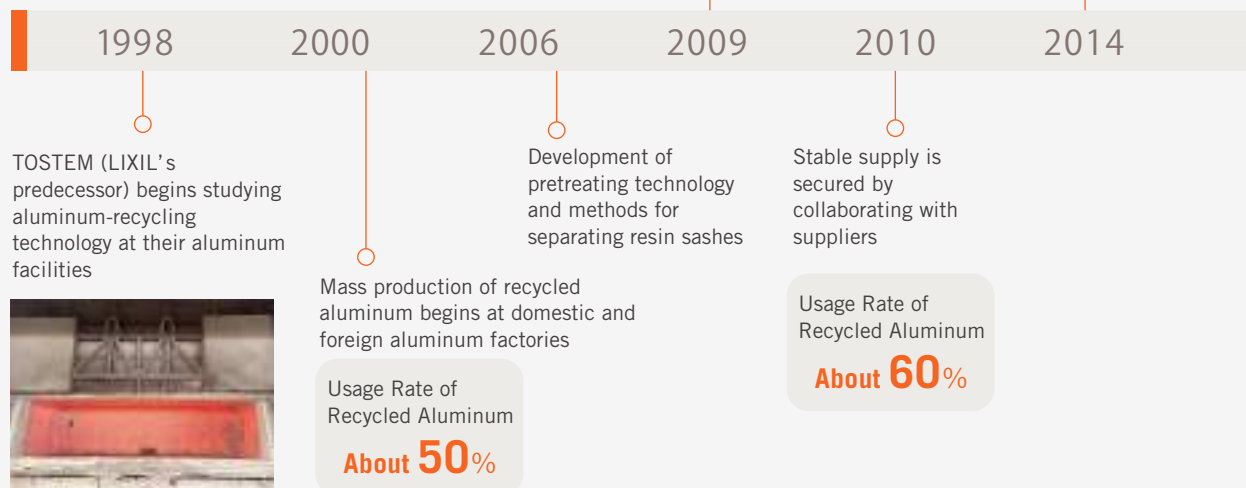 1998 2000 2006 2009 2010 2014
TOSTEM (LIXIL's
predecessor) begins studying
aluminum-recycling
technology at their aluminum
facilities
Mass production of recycled
aluminum begins at domestic and
foreign aluminum factories
Usage Rate of
Recycled Aluminum
About 50%
Development of
pretreating technology
and methods for
separating resin sashes
Stable supply is
secured by
collaborating with
suppliers
Usage Rate of
Recycled Aluminum
About 60%